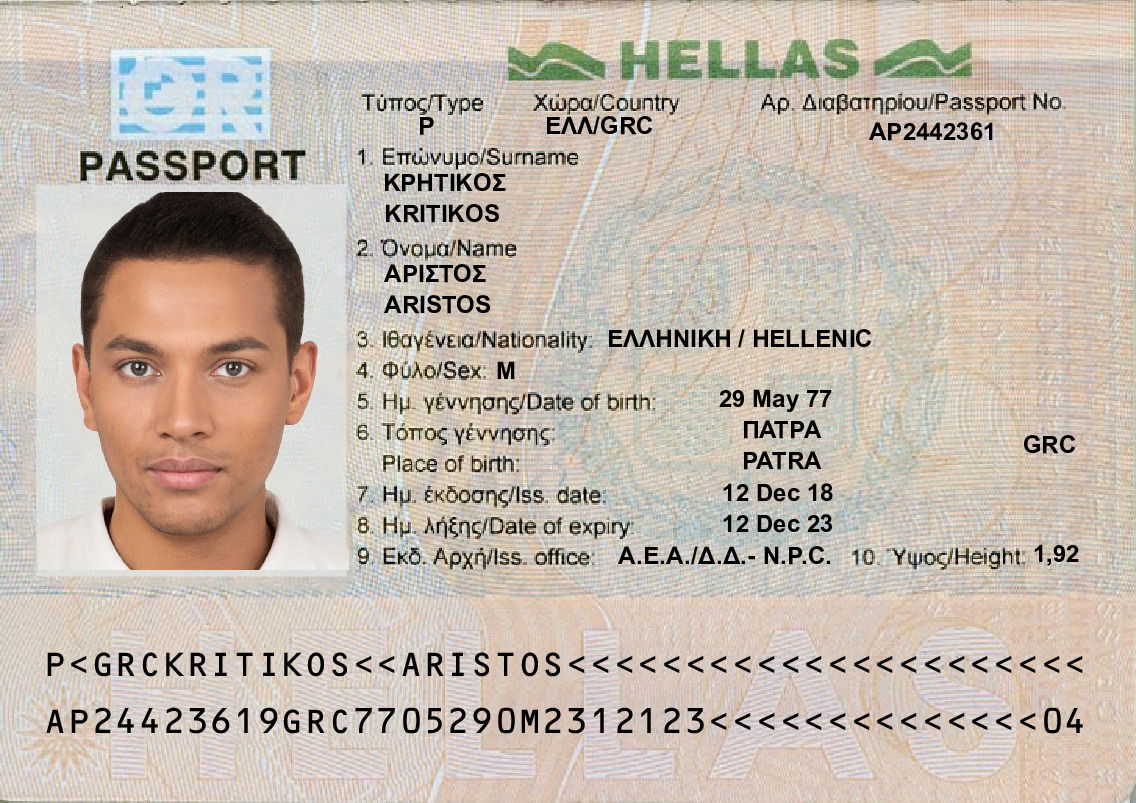 GR
HELLAS
PASSPORT
Τύπος/Type Χώρα/Country Αρ. Διαβατηρίου/Passport No.
P ΕΛΛ/GRC AP2442361
1. Επώνυμο/Surname
ΚΡΗΤΙΚΟΣ
KRITIKOS
2. Όνομα/Name
ΑΡΙΣΤΟΣ
ARISTOS
3. Ιθαγένεια/Nationality: ΕΛΛΗΝΙΚΗ / HELLENIC
4. Φύλο/Sex: M
5. Ημ. γέννησης/Date of birth: 29 May 77
6. Τόπος γέννησης: ΠΑΤΡΑ
GRC
Place of birth: PATRA
7. Ημ. έκδοσης/Iss. date: 12 Dec 18
8. Ημ. λήξης/Date of expiry: 12 Dec 23
9 Εκδ. Αρχή/Iss. office: Α.Ε.Α./Δ.Δ.- N.P.C. 10. Ύψος/Height: 1,92
HELLAS
P<GRCKRITIKOS<<ARISTOS<<<<<<<<<<<<<<<<<<<<<<
AP24423619GRC7705290M2312123<<<<<<<<<<<<<<04